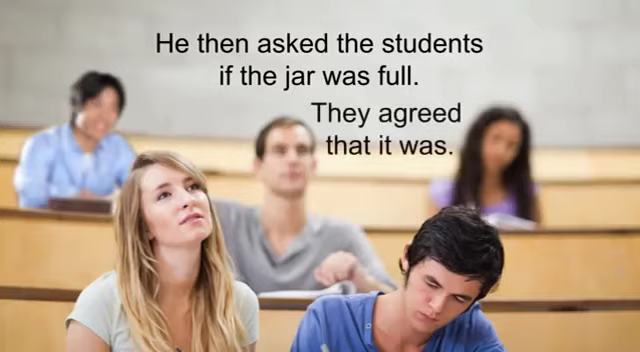 He then asked the students
if the jar was full.
They agreed
that it was.